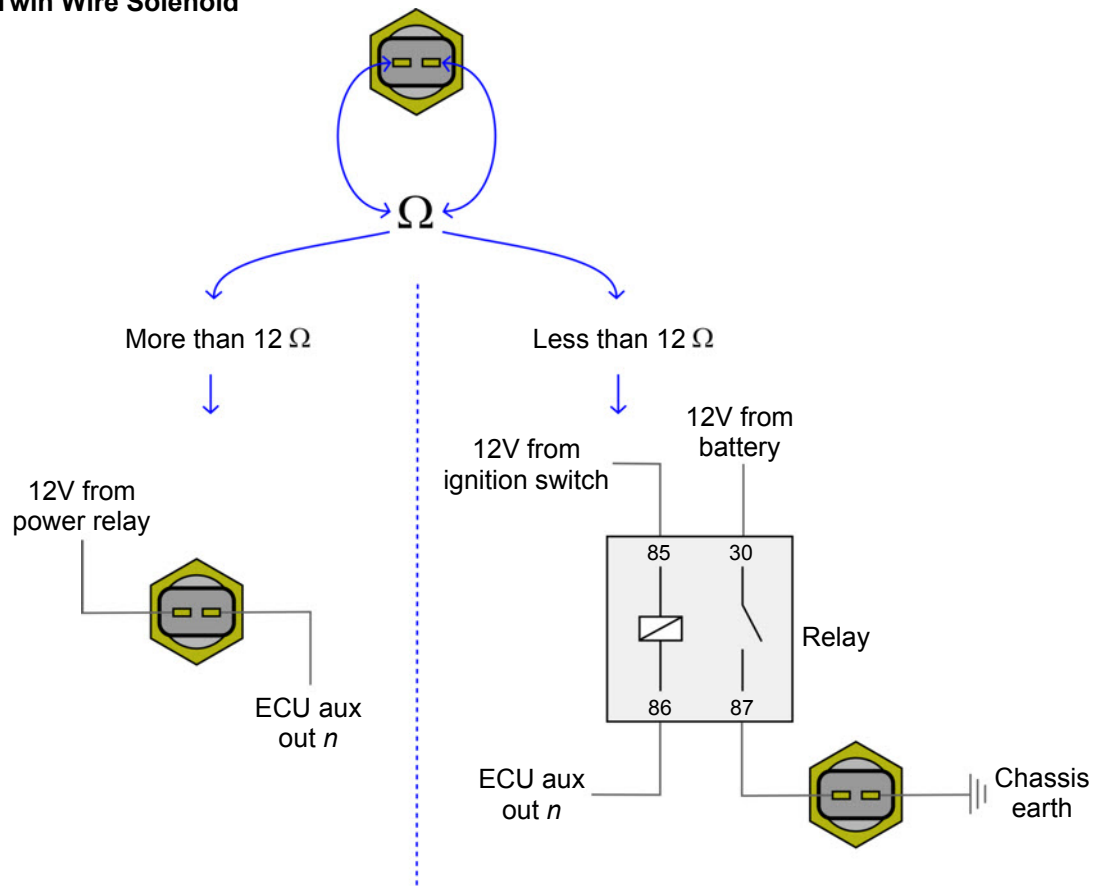 Twin Wire Solenoid
Ω
More than 12 Ω
Less than 12 Ω
12V from
power relay
ECU aux
out n
12V from
ignition switch
12V from
battery
85
30
Relay
86
87
ECU aux
out n
Chassis
earth